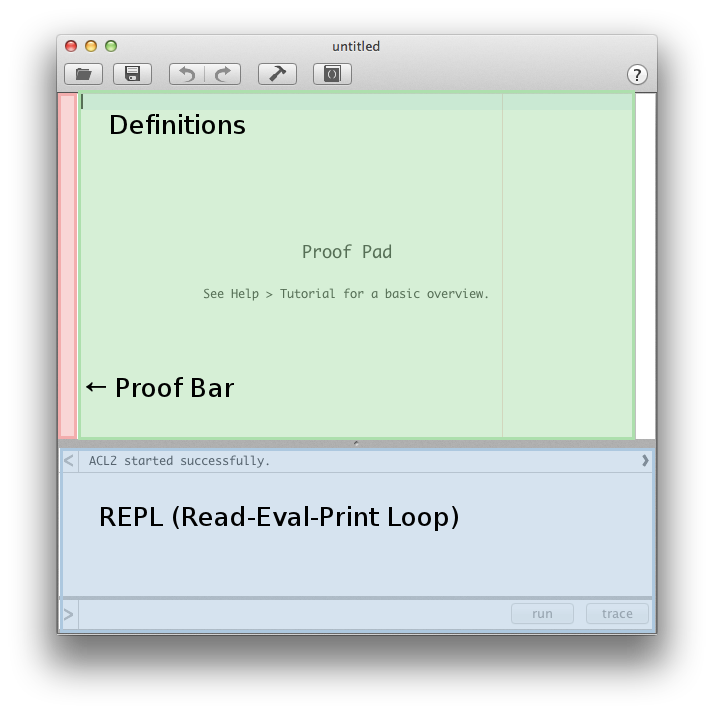 untitled
?
Definitions
Proof Pad
See Help > Tutorial for a basic overview.
← Proof Bar
ACL2 started successfully.
REPL (Read-Eval-Print Loop)
> run trace